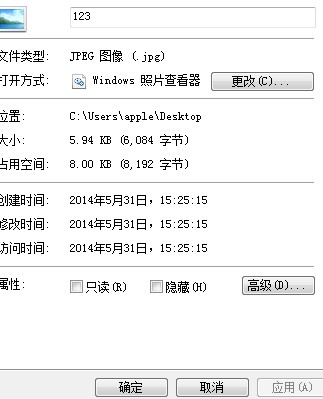 123
文件类型: JPEG 图像 (.jpg)
打开方式: Windows 照片查看器 更改(C)...
位置: C:\Users\apple\Desktop
大小: 5.94 KB (6,084 字节)
占用空间: 8.00 KB (8,192 字节)
创建时间: 2014年5月31日，15:25:15
修改时间: 2014年5月31日，15:25:15
访问时间: 2014年5月31日，15:25:15
属性: 只读(R) 隐藏(H) 高级(D)...
确定 取消 应用(A)